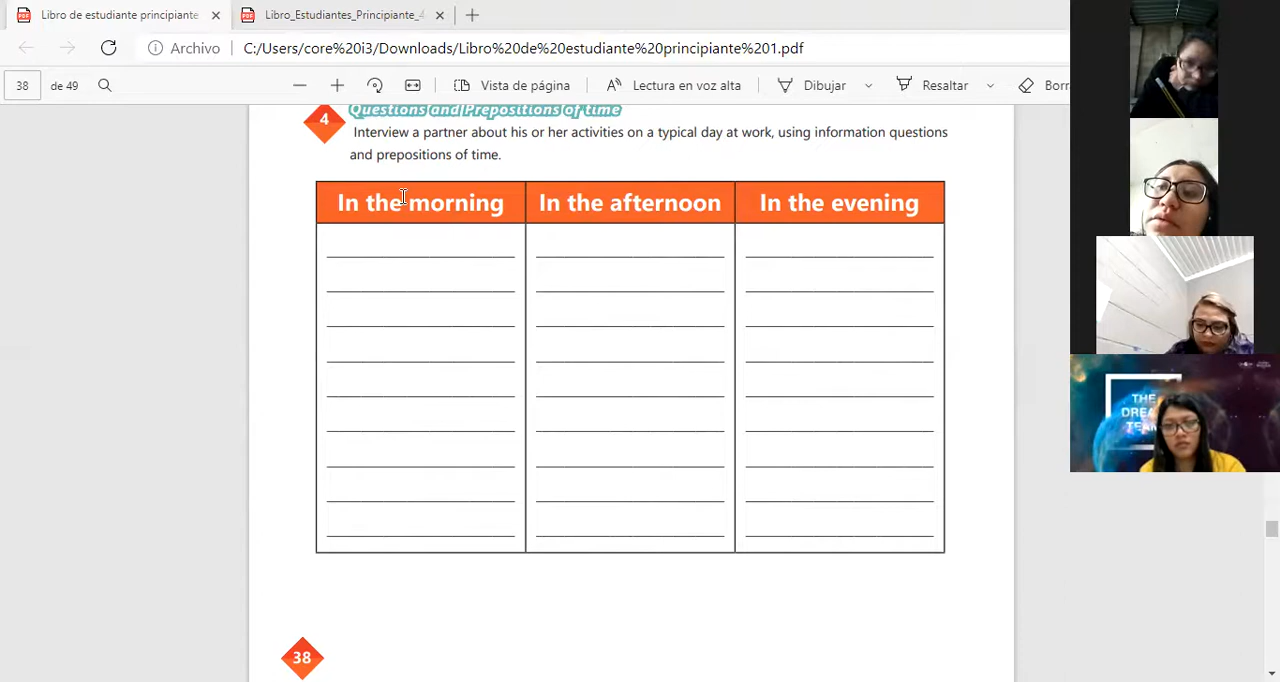 Libro de estudiante principiante
Libro_Estudiantes_Principiante_4
Archivo
C:/Users/core%20i3/Downloads/Libro%20de%20estudiante%20principiante%201.pdf
38 de 49
Vista de página
Lectura en voz alta
Dibujar
Resaltar
Borr
4
Questions and Prepositions of time
Interview a partner about his or her activities on a typical day at work, using information questions
and prepositions of time.
In the morning
In the afternoon
In the evening
38
THE
DREA
TEAM